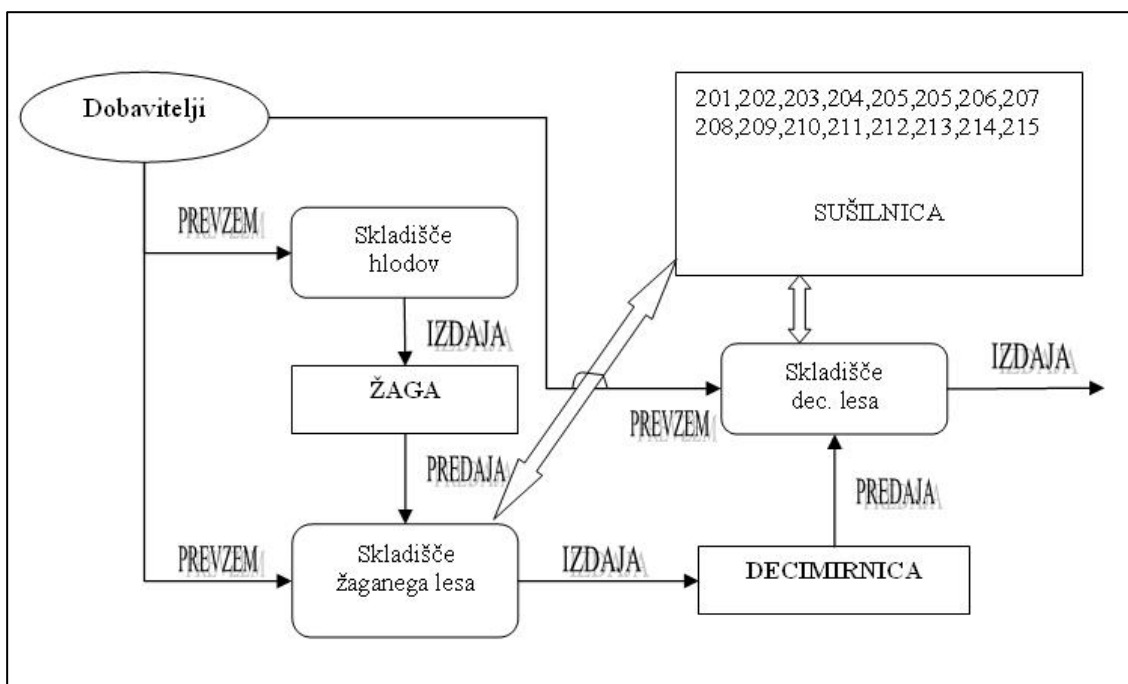 Dobavitelji
201,202,203,204,205,205,206,207
208,209,210,211,212,213,214,215
SUŠILNICA
PREVZEM
Skladišče
hlodov
IZDAJA
ŽAGA
PREVZEM
Skladišče
dec. lesa
IZDAJA
PREDAJA
PREDAJA
PREVZEM
Skladišče
žaganega lesa
IZDAJA
DECIMIRNICA